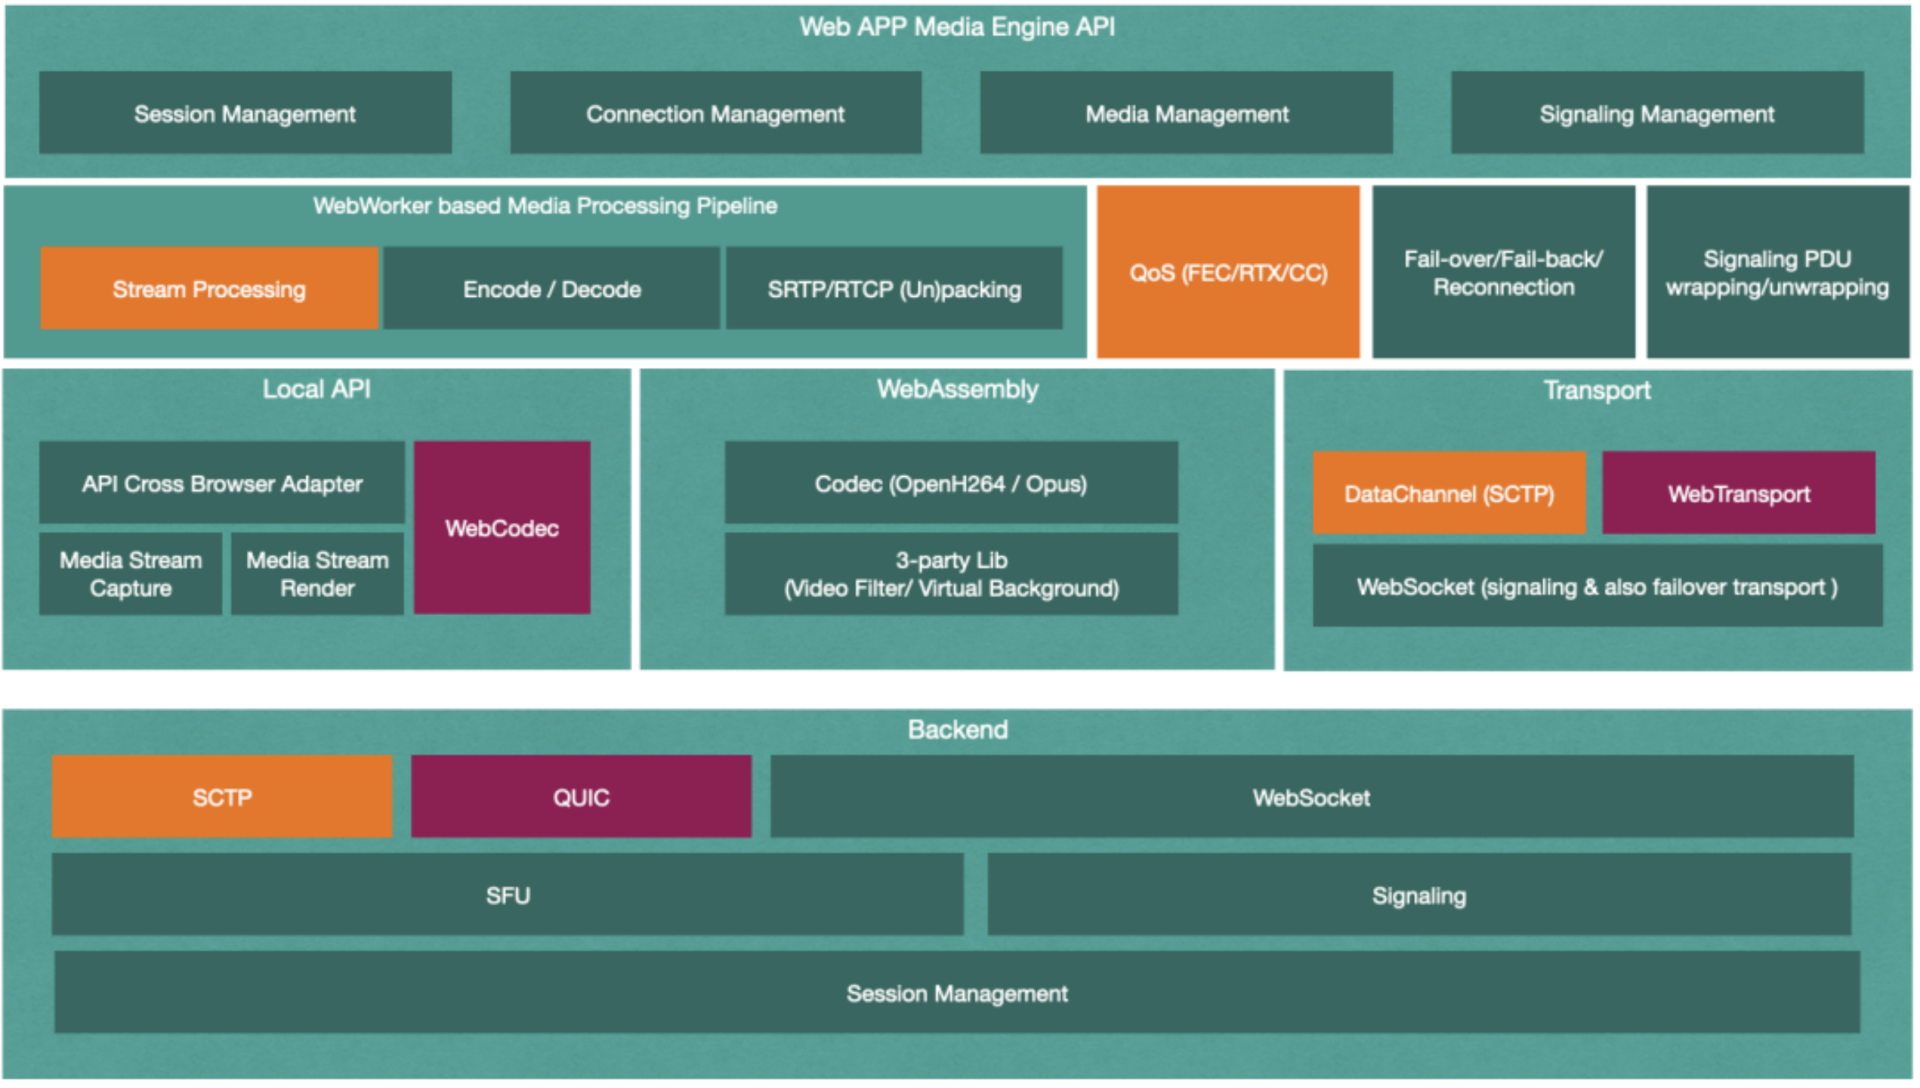 Web APP Media Engine API
Session Management
Connection Management
Media Management
Signaling Management
WebWorker based Media Processing Pipeline
Stream Processing
Encode / Decode
SRTP/RTCP (Un)packing
QoS (FEC/RTX/CC)
Fail-over/Fail-back/
Reconnection
Signaling PDU
wrapping/unwrapping
Local API
API Cross Browser Adapter
Media Stream
Capture
Media Stream
Render
WebCodec
WebAssembly
Codec (OpenH264 / Opus)
3-party Lib
(Video Filter/ Virtual Background)
Transport
DataChannel (SCTP)
WebTransport
WebSocket (signaling & also failover transport )
Backend
SCTP
QUIC
WebSocket
SFU
Signaling
Session Management